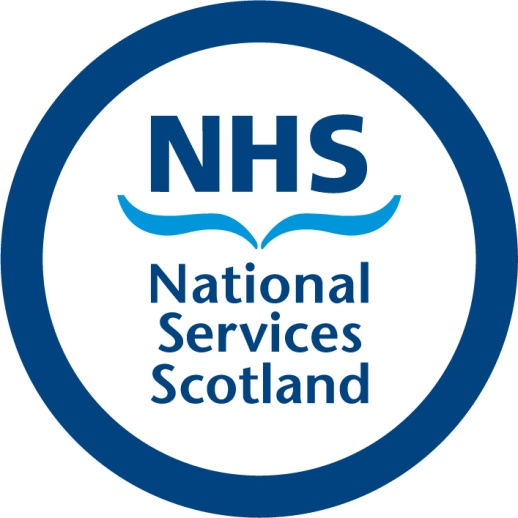 NHS
National
Services
Scotland